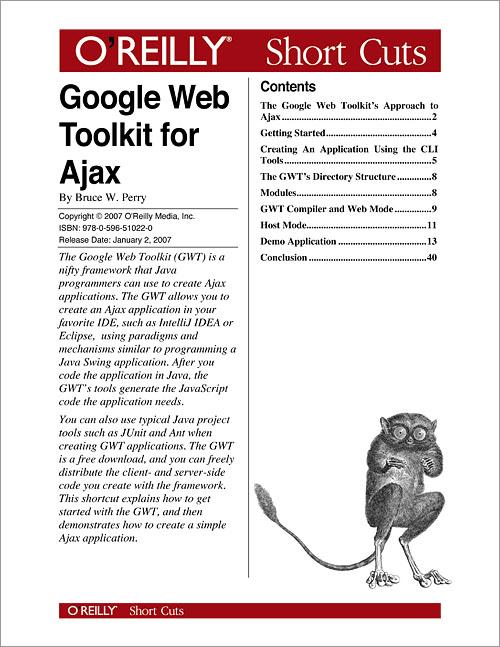 O'REILLY® Short Cuts
Google Web
Toolkit for
Ajax
By Bruce W. Perry
Copyright © 2007 O'Reilly Media, Inc.
ISBN: 978-0-596-51022-0
Release Date: January 2, 2007
The Google Web Toolkit (GWT) is a
nifty framework that Java
programmers can use to create Ajax
applications. The GWT allows you to
create an Ajax application in your
favorite IDE, such as IntelliJ IDEA or
Eclipse, using paradigms and
mechanisms similar to programming a
Java Swing application. After you
code the application in Java, the
GWT's tools generate the JavaScript
code the application needs.
You can also use typical Java project
tools such as JUnit and Ant when
creating GWT applications. The GWT
is a free download, and you can freely
distribute the client- and server-side
code you create with the framework.
This shortcut explains how to get
started with the GWT, and then
demonstrates how to create a simple
Ajax application.
Contents
The Google Web Toolkit's Approach to
Ajax ........ 2
Getting Started ........ 4
Creating An Application Using the CLI
Tools ........ 5
The GWT's Directory Structure ........ 8
Modules ........ 8
GWT Compiler and Web Mode ........ 9
Host Mode ........ 11
Demo Application ........ 13
Conclusion ........ 40
O'REILLY® Short Cuts